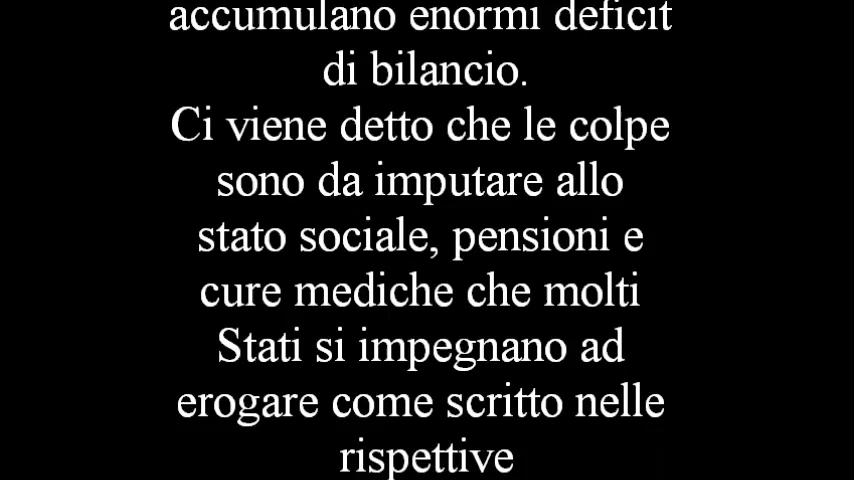 accumulano enormi deficit
di bilancio.
Ci viene detto che le colpe
sono da imputare allo
stato sociale, pensioni e
cure mediche che molti
Stati si impegnano ad
erogare come scritto nelle
rispettive